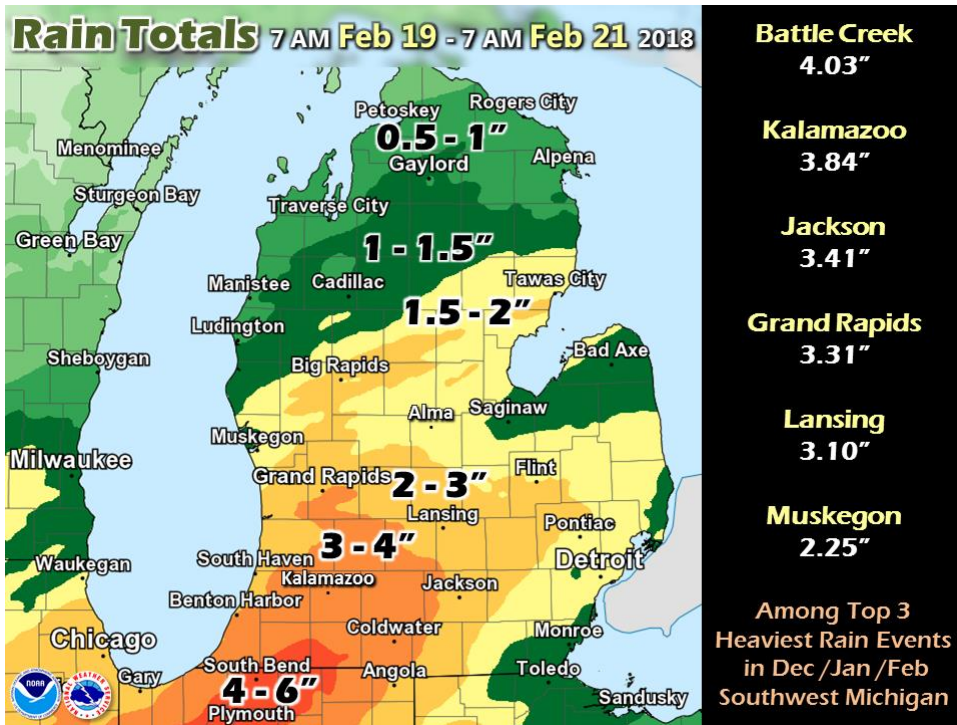 Rain Totals 7 AM Feb 19 - 7 AM Feb 21 2018
Petoskey
Rogers City
0.5 - 1”
Menominee
Gaylord
Alpena
Sturgeon Bay
Traverse City
Green Bay
1 - 1.5”
Manistee
Cadillac
Tawas City
1.5 - 2”
Ludington
Sheboygan
Big Rapids
Bad Axe
Alma
Saginaw
Muskegon
Milwaukee
Grand Rapids
2 - 3”
Flint
Lansing
Pontiac
3 - 4”
South Haven
Detroit
Waukegan
Kalamazoo
Jackson
Benton Harbor
Coldwater
Monroe
Chicago
South Bend
Angola
Toledo
Gary
4 - 6”
Plymouth
Sandusky
NOAA
NATIONAL WEATHER SERVICE
Battle Creek
4.03”
Kalamazoo
3.84”
Jackson
3.41”
Grand Rapids
3.31”
Lansing
3.10”
Muskegon
2.25”
Among Top 3
Heaviest Rain Events
in Dec /Jan /Feb
Southwest Michigan